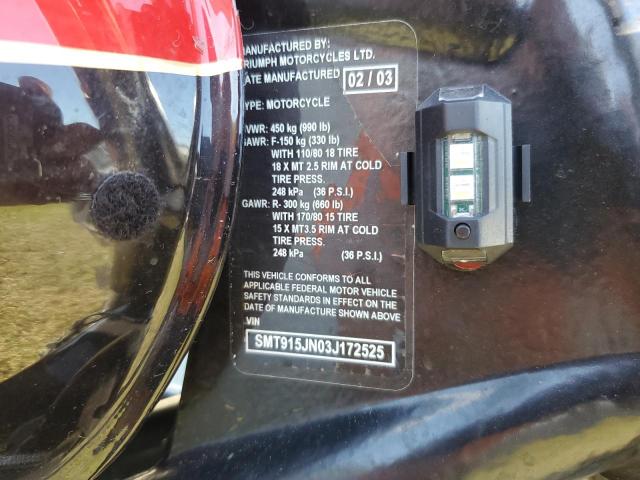 MANUFACTURED BY:
TRIUMPH MOTORCYCLES LTD.
DATE MANUFACTURED 02 / 03
TYPE: MOTORCYCLE
GVWR: 450 kg (990 lb)
GAWR: F-150 kg (330 lb)
WITH 110/80 18 TIRE
18 X MT 2.5 RIM AT COLD
TIRE PRESS.
248 kPa (36 P.S.I.)
GAWR: R- 300 kg (660 lb)
WITH 170/80 15 TIRE
15 X MT3.5 RIM AT COLD
TIRE PRESS.
248 kPa (36 P.S.I.)
THIS VEHICLE CONFORMS TO ALL
APPLICABLE FEDERAL MOTOR VEHICLE
SAFETY STANDARDS IN EFFECT ON THE
DATE OF MANUFACTURE SHOWN ABOVE
.VIN
SMT915JN03J172525